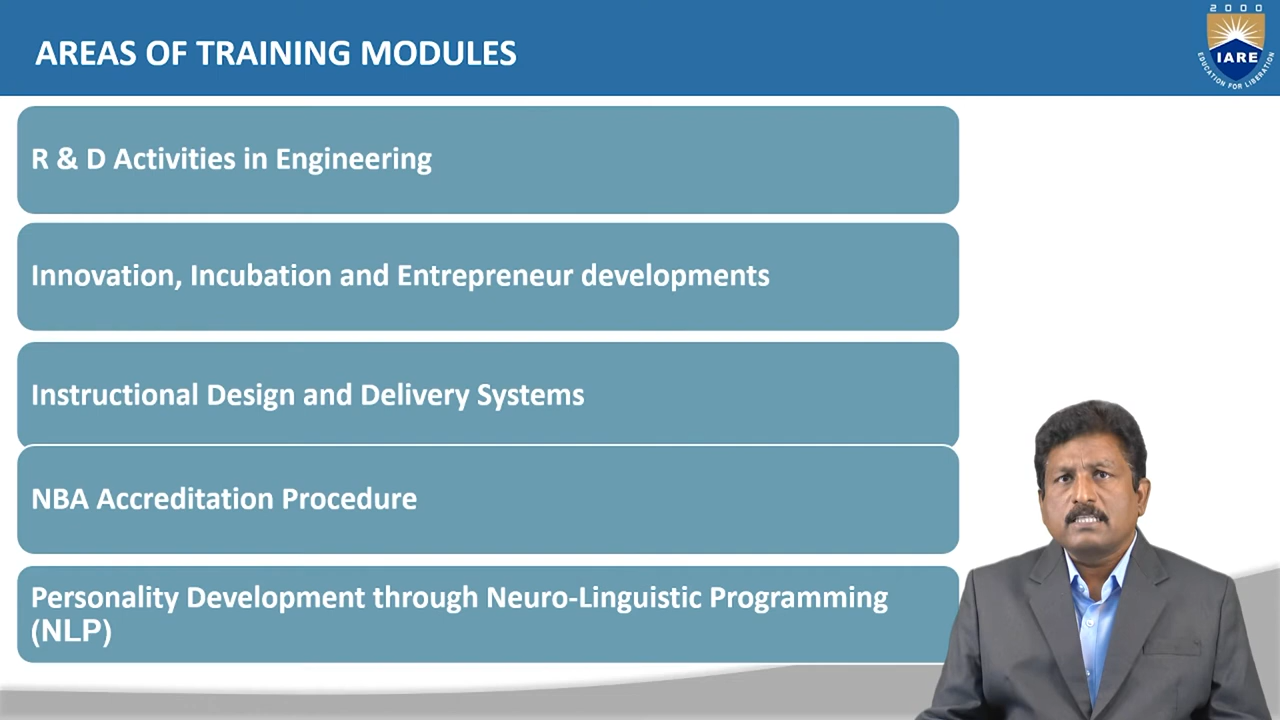 AREAS OF TRAINING MODULES
2000
IARE
EDUCATION FOR LIBERATION
R & D Activities in Engineering
Innovation, Incubation and Entrepreneur developments
Instructional Design and Delivery Systems
NBA Accreditation Procedure
Personality Development through Neuro-Linguistic Programming
(NLP)